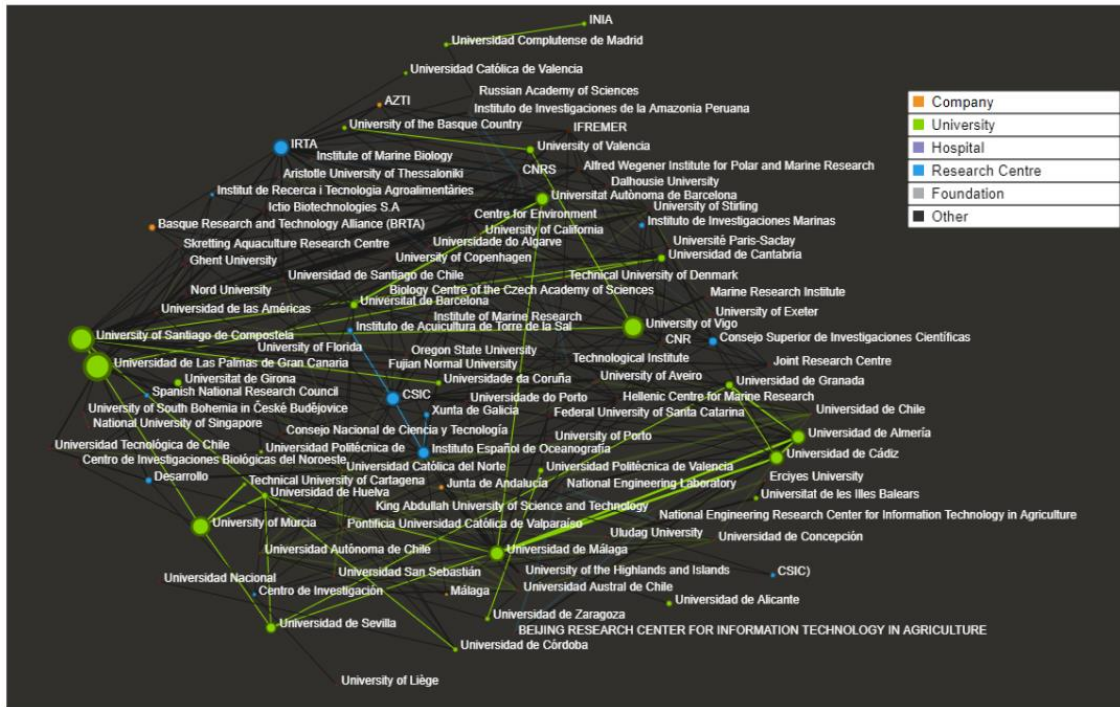 INIA
Universidad Complutense de Madrid
Universidad Católica de Valencia
Russian Academy of Sciences
AZTI
Instituto de Investigaciones de la Amazonia Peruana
University of the Basque Country
IFREMER
IRTA
University of Valencia
Institute of Marine Biology
CNRS
Alfred Wegener Institute for Polar and Marine Research
Aristotle University of Thessaloniki
Dalhousie University
Institut de Recerca i Tecnologia Agroalimentàries
Universitat Autònoma de Barcelona
Ictio Biotechnologies S.A
University of Stirling
Centre for Environment
Basque Research and Technology Alliance (BRTA)
Instituto de Investigaciones Marinas
University of California
Skretting Aquaculture Research Centre
Universidade do Algarve
Université Paris-Saclay
Universidad de Cantabria
Ghent University
University of Copenhagen
Universidad de Santiago de Chile
Technical University of Denmark
Nord University
Biology Centre of the Czech Academy of Sciences
Marine Research Institute
Universidad de las Américas
Universitat de Barcelona
University of Exeter
Institute of Marine Research
University of Santiago de Compostela
Instituto de Acuicultura de Torre de la Sal
University of Vigo
CNR
Consejo Superior de Investigaciones Científicas
University of Florida
Oregon State University
Universidad de Las Palmas de Gran Canaria
Fujian Normal University
Technological Institute
Joint Research Centre
Universitat de Girona
Universidade da Coruña
University of Aveiro
Universidad de Granada
Spanish National Research Council
CSIC
Universidade do Porto
Hellenic Centre for Marine Research
University of South Bohemia in České Budějovice
Xunta de Galicia
Federal University of Santa Catarina
Universidad de Chile
National University of Singapore
Consejo Nacional de Ciencia y Tecnología
University of Porto
Universidad de Almería
Universidad Tecnológica de Chile
Universidad Politécnica de
Instituto Español de Oceanografía
Universidad de Cádiz
Centro de Investigaciones Biológicas del Noroeste
Universidad Católica del Norte
Universidad Politécnica de Valencia
Desarrollo
Technical University of Cartagena
Junta de Andalucía
National Engineering Laboratory
Erciyes University
Universidad de Huelva
Universitat de les Illes Balears
King Abdullah University of Science and Technology
National Engineering Research Center for Information Technology in Agriculture
University of Murcia
Pontificia Universidad Católica de Valparaíso
Uludag University
Universidad de Concepción
Universidad Autónoma de Chile
Universidad de Málaga
Universidad Nacional
Universidad San Sebastián
University of the Highlands and Islands
CSIC)
Centro de Investigación
Málaga
Universidad Austral de Chile
Universidad de Alicante
Universidad de Sevilla
Universidad de Zaragoza
BEIJING RESEARCH CENTER FOR INFORMATION TECHNOLOGY IN AGRICULTURE
Universidad de Córdoba
University of Liège
Company
University
Hospital
Research Centre
Foundation
Other